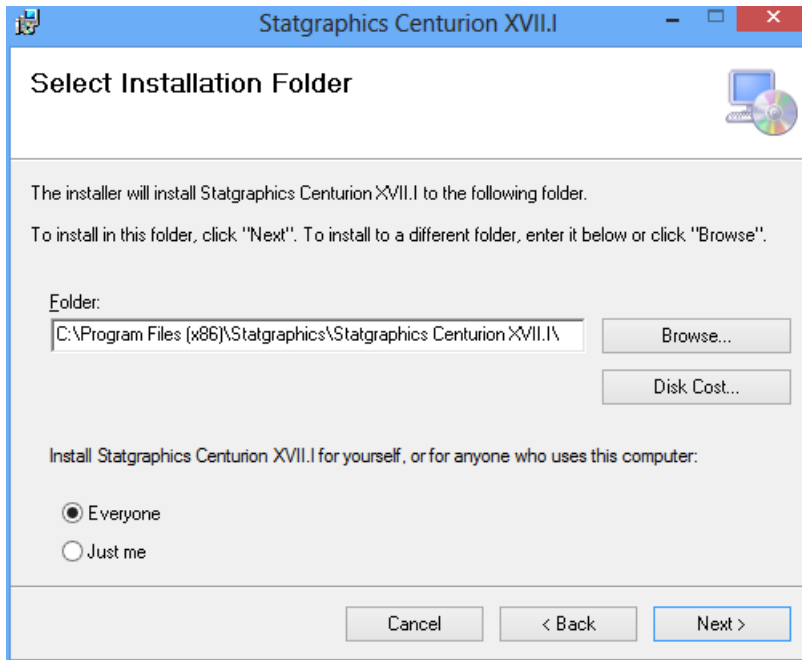 Statgraphics Centurion XVII.I
Select Installation Folder
The installer will install Statgraphics Centurion XVII.I to the following folder.
To install in this folder, click "Next". To install to a different folder, enter it below or click "Browse".
Folder:
C:\Program Files (x86)\Statgraphics\Statgraphics Centurion XVII.I\
Browse...
Disk Cost...
Install Statgraphics Centurion XVII.I for yourself, or for anyone who uses this computer:
Everyone
Just me
Cancel
< Back
Next >